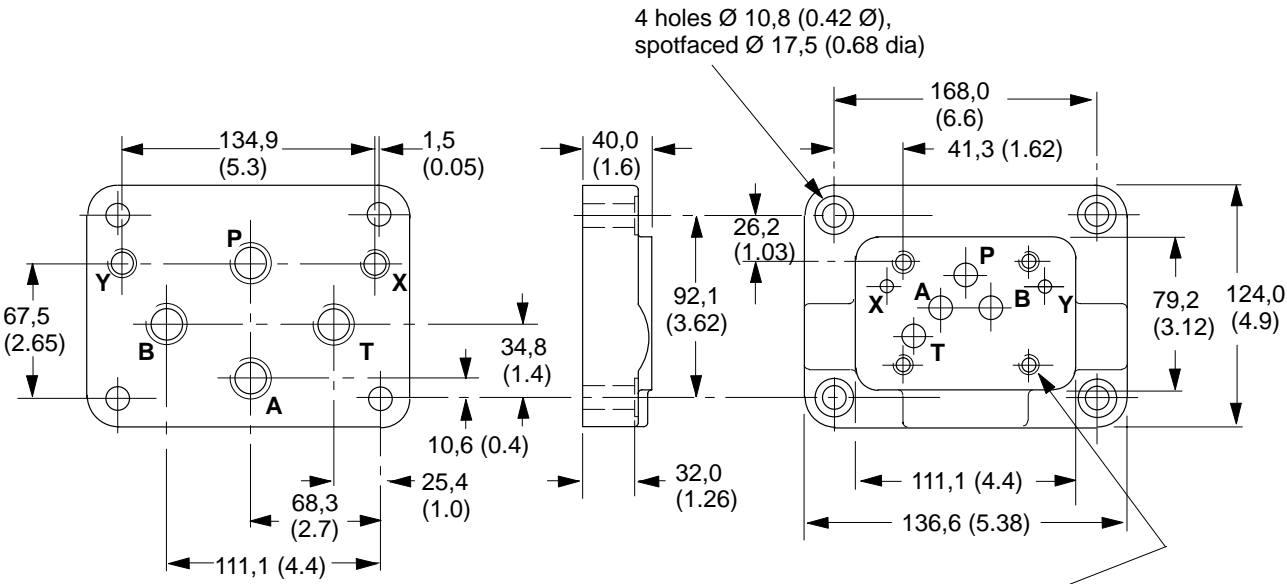 4 holes Ø 10,8 (0.42 Ø),
spotfaced Ø 17,5 (0.68 dia)
134,9
(5.3)
1,5
(0.05)
P
Y
X
67,5
(2.65)
B
T
A
34,8
(1.4)
10,6 (0.4)
25,4
(1.0)
68,3
(2.7)
111,1 (4.4)
40,0
(1.6)
92,1
(3.62)
32,0
(1.26)
168,0
(6.6)
41,3 (1.62)
26,2
(1.03)
P
X
A
B
Y
T
79,2
(3.12)
124,0
(4.9)
111,1 (4.4)
136,6 (5.38)